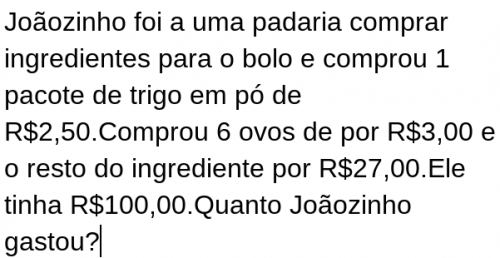 Joãozinho foi a uma padaria comprar
ingredientes para o bolo e comprou 1
pacote de trigo em pó de
R$2,50.Comprou 6 ovos de por R$3,00 e
o resto do ingrediente por R$27,00.Ele
tinha R$100,00.Quanto Joãozinho
gastou?